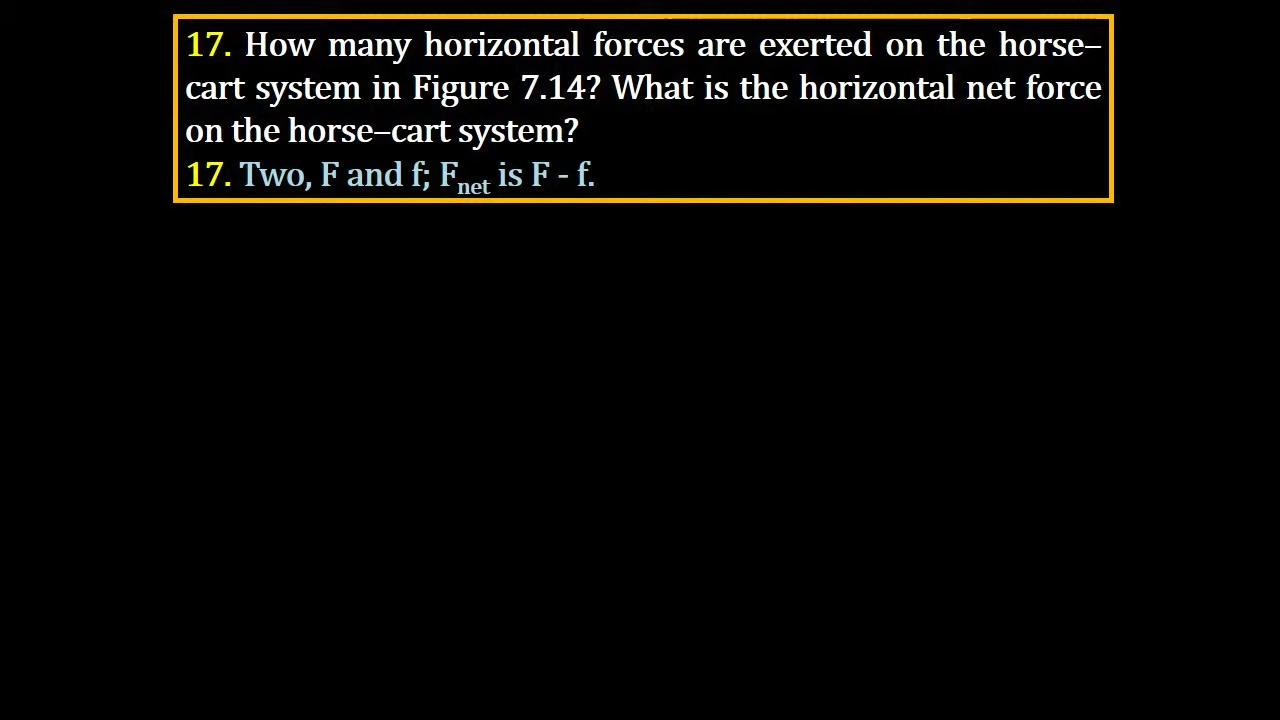 17. How many horizontal forces are exerted on the horse–
cart system in Figure 7.14? What is the horizontal net force
on the horse–cart system?
17. Two, F and f; Fnet is F - f.